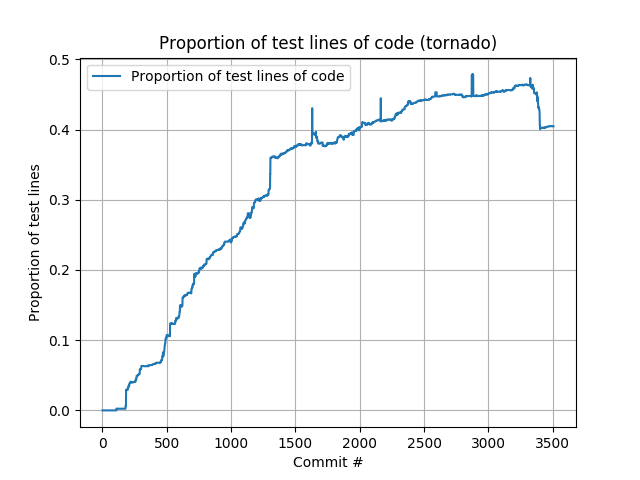 Proportion of test lines of code (tornado)
Proportion of test lines of code
Proportion of test lines
0.5
0.4
0.3
0.2
0.1
0.0
0 500 1000 1500 2000 2500 3000 3500
Commit #